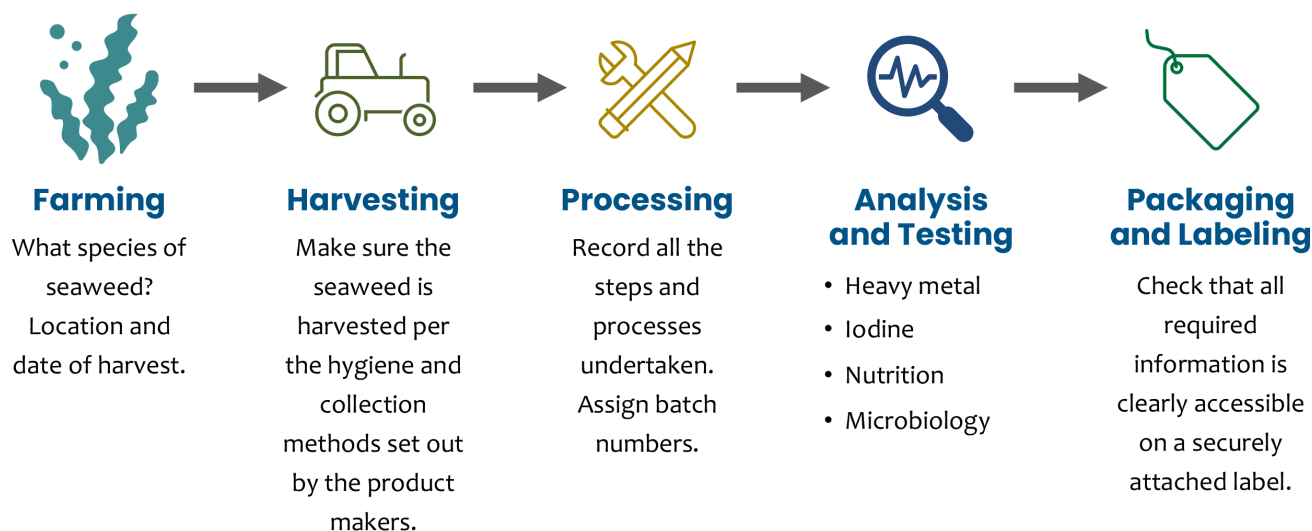 Farming
What species of
seaweed?
Location and
date of harvest.
Harvesting
Make sure the
seaweed is
harvested per
the hygiene and
collection
methods set out
by the product
makers.
Processing
Record all the
steps and
processes
undertaken.
Assign batch
numbers.
Analysis
and Testing
• Heavy metal
• Iodine
• Nutrition
• Microbiology
Packaging
and Labeling
Check that all
required
information is
clearly accessible
on a securely
attached label.